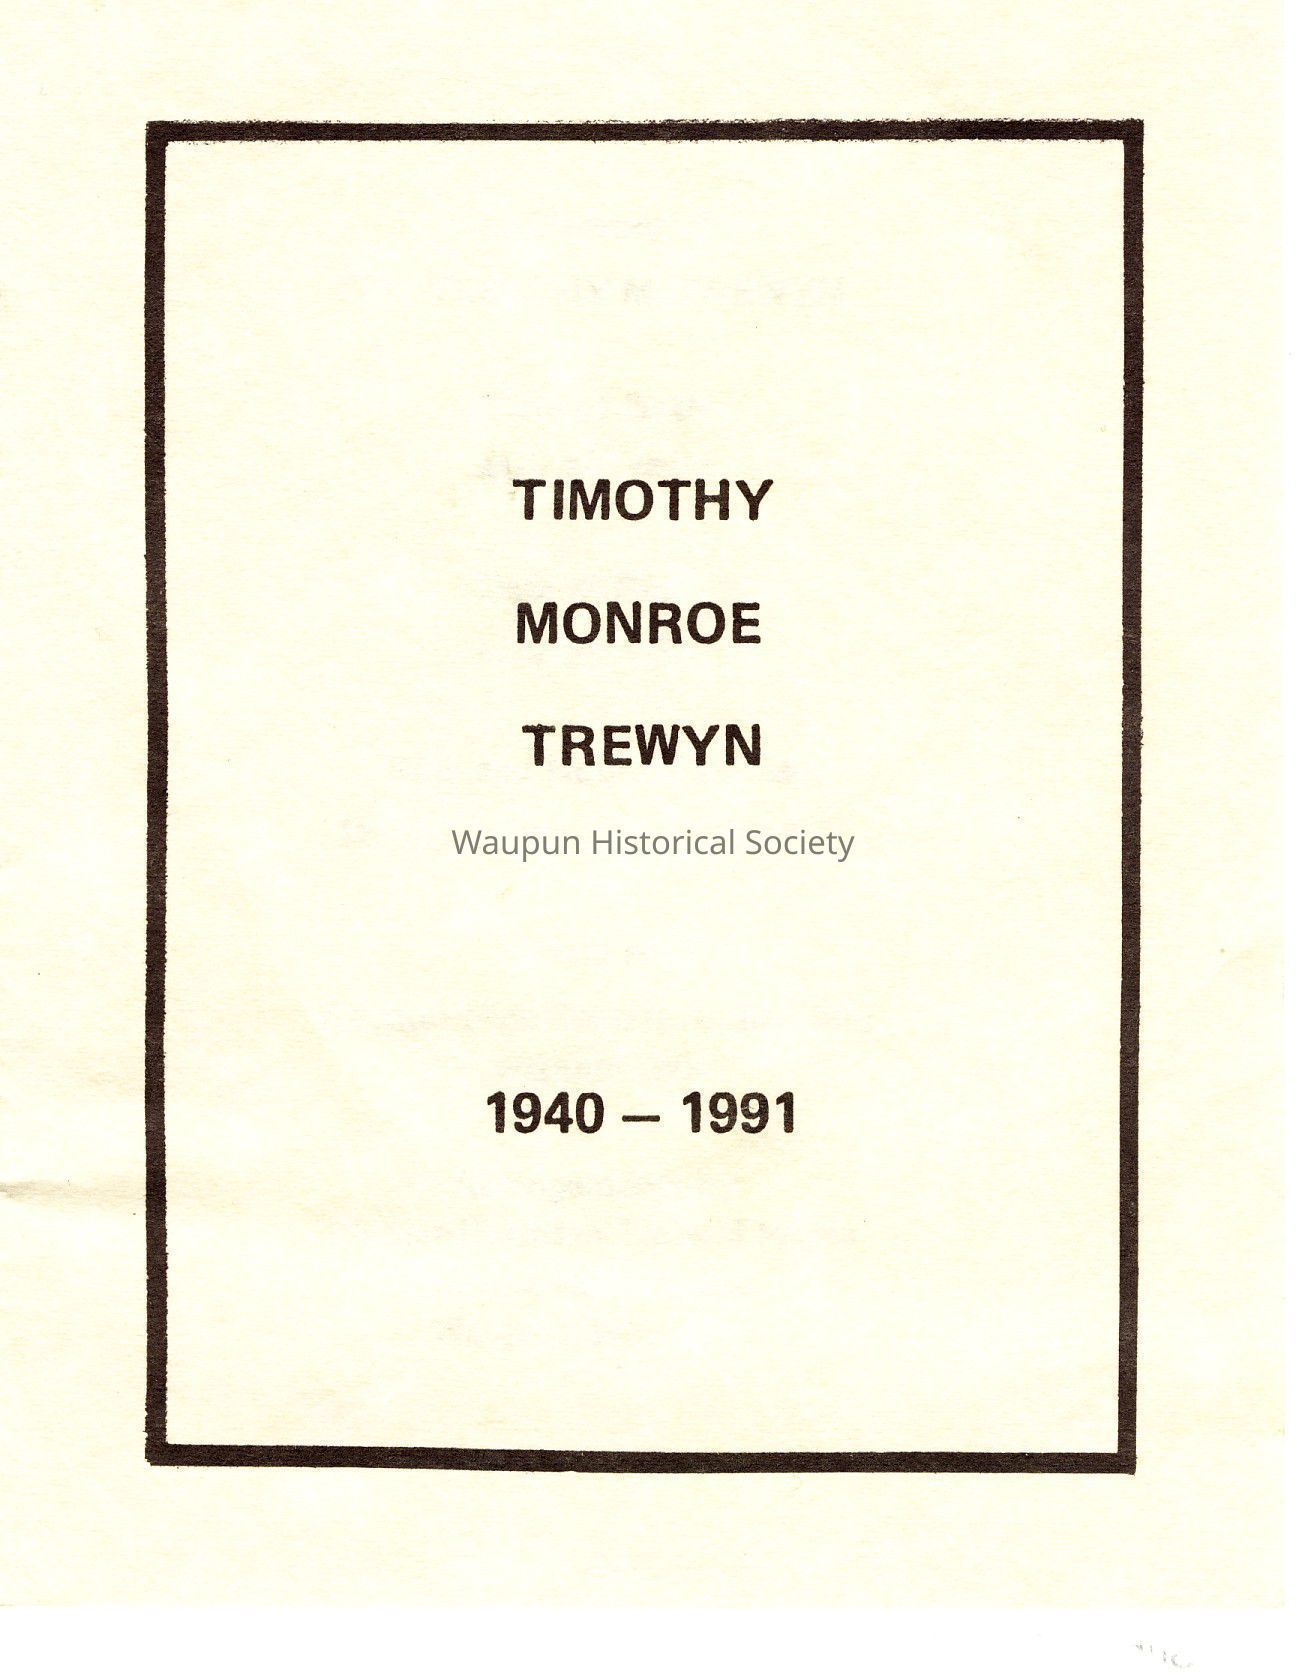 TIMOTHY
MONROE
TREWYN
Waupun Historical Society
1940 — 1991